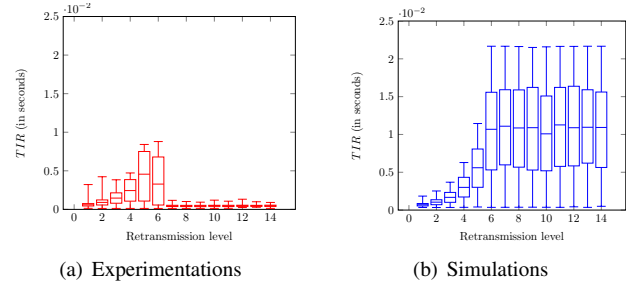 ·10⁻²
2.5
2
1.5
1
0.5
0
TIR (in seconds)
0 2 4 6 8 10 12 14
Retransmission level
(a) Experimentations
·10⁻²
2.5
2
1.5
1
0.5
0
TIR (in seconds)
0 2 4 6 8 10 12 14
Retransmission level
(b) Simulations